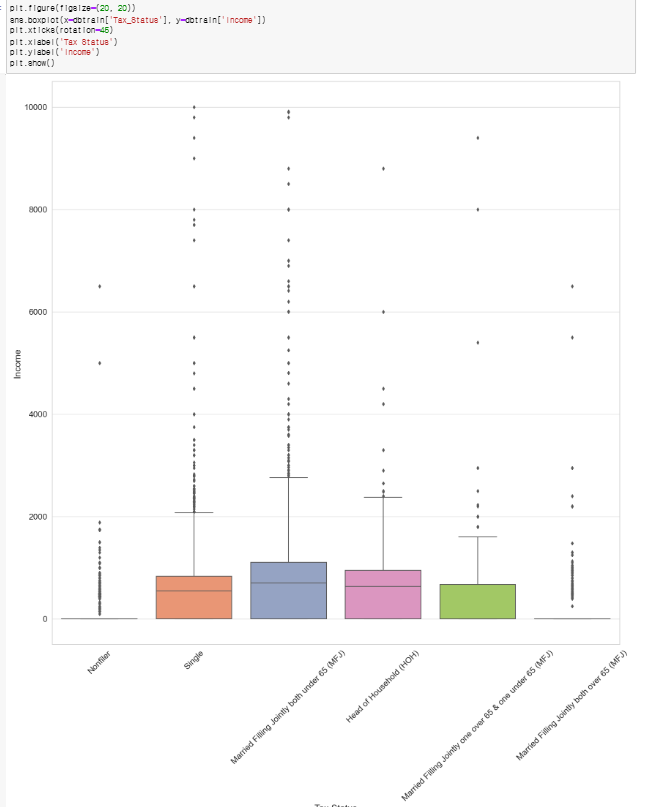 plt.figure(figsize=(20, 20))
sns.boxplot(x=dbtrain['Tax_Status'], y=dbtrain['Income'])
plt.xticks(rotation=45)
plt.xlabel('Tax Status')
plt.ylabel('Income')
plt.show()
10000
8000
6000
4000
2000
0
Income
Nonfiler
Single
Married Filling Jointly both under 65 (MFJ)
Head of Household (HOH)
Married Filling Jointly one over 65 & one under 65 (MFJ)
Married Filling Jointly both over 65 (MFJ)
Tax Status